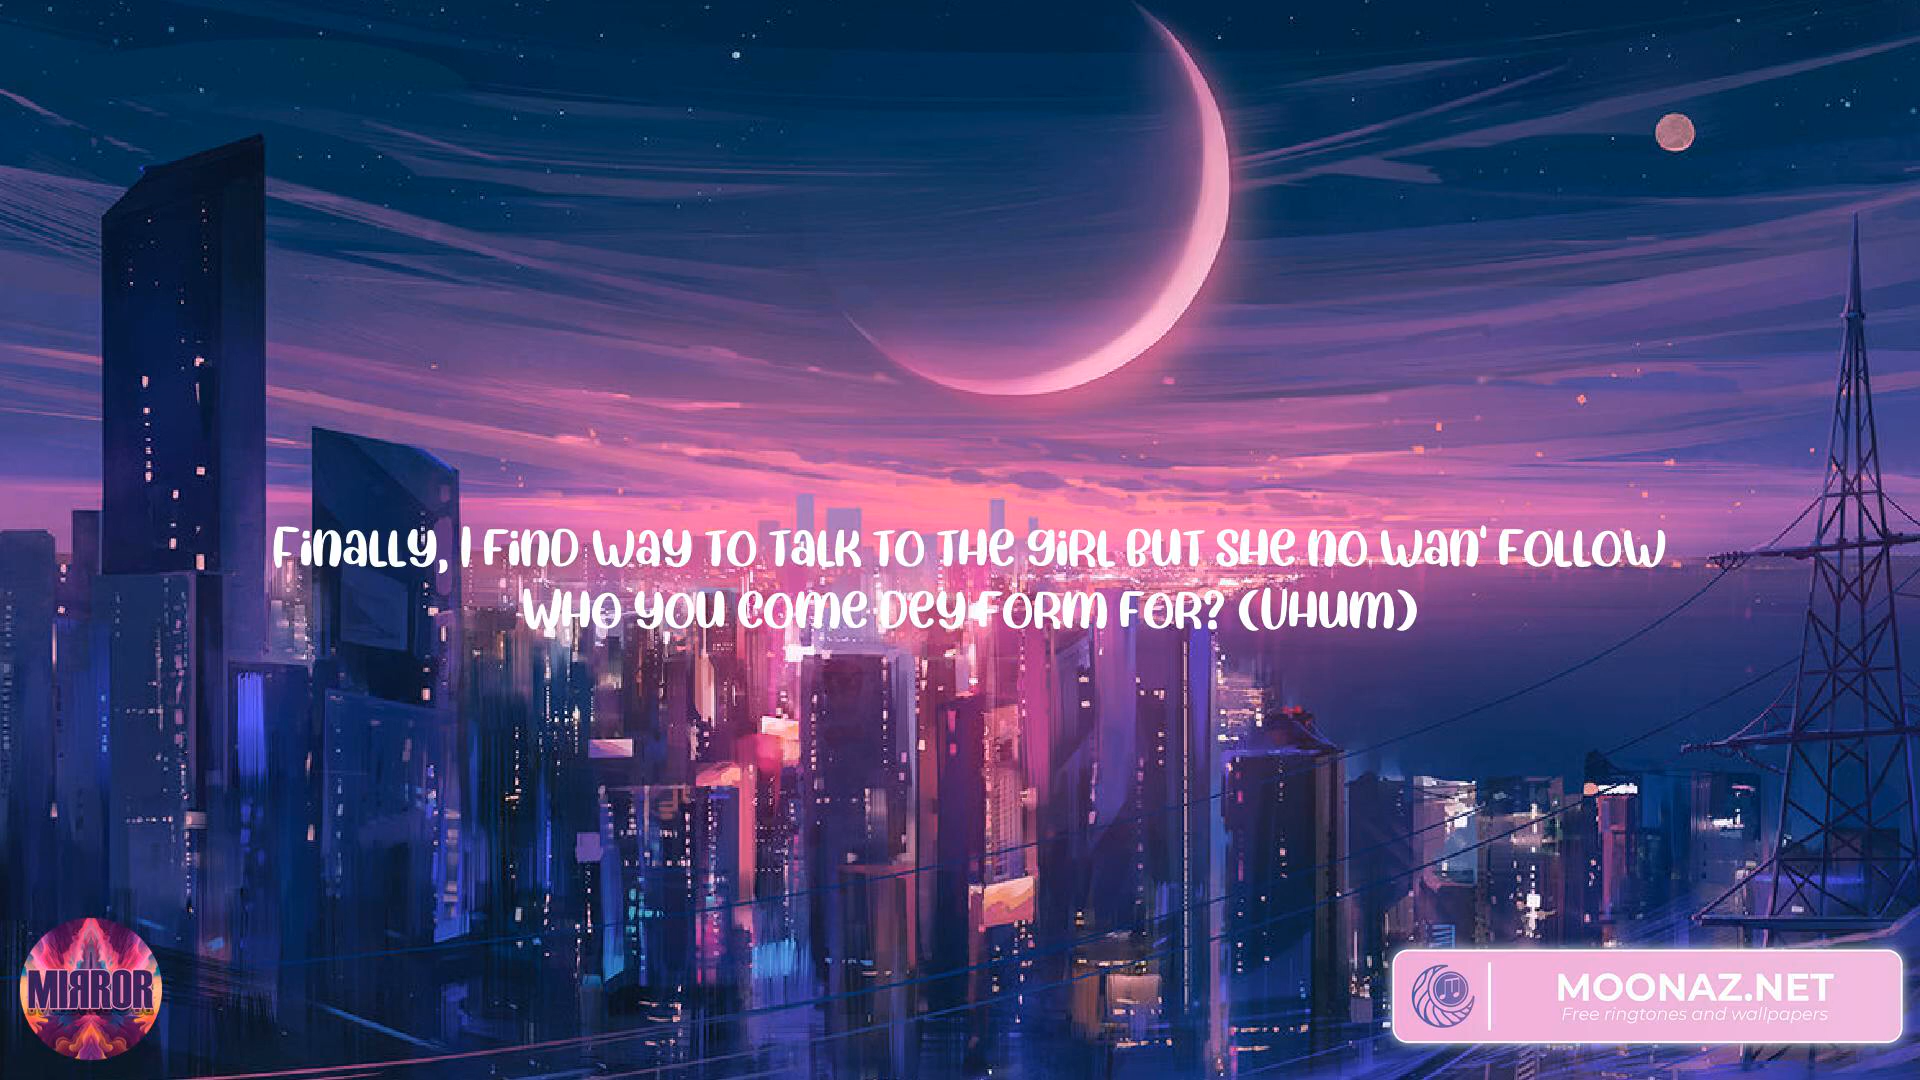 Finally, I find way to talk to the girl but she no wan' follow
who you come dey form for? (Uhum)
MIRROR
MOONAZ.NET
Free ringtones and wallpapers